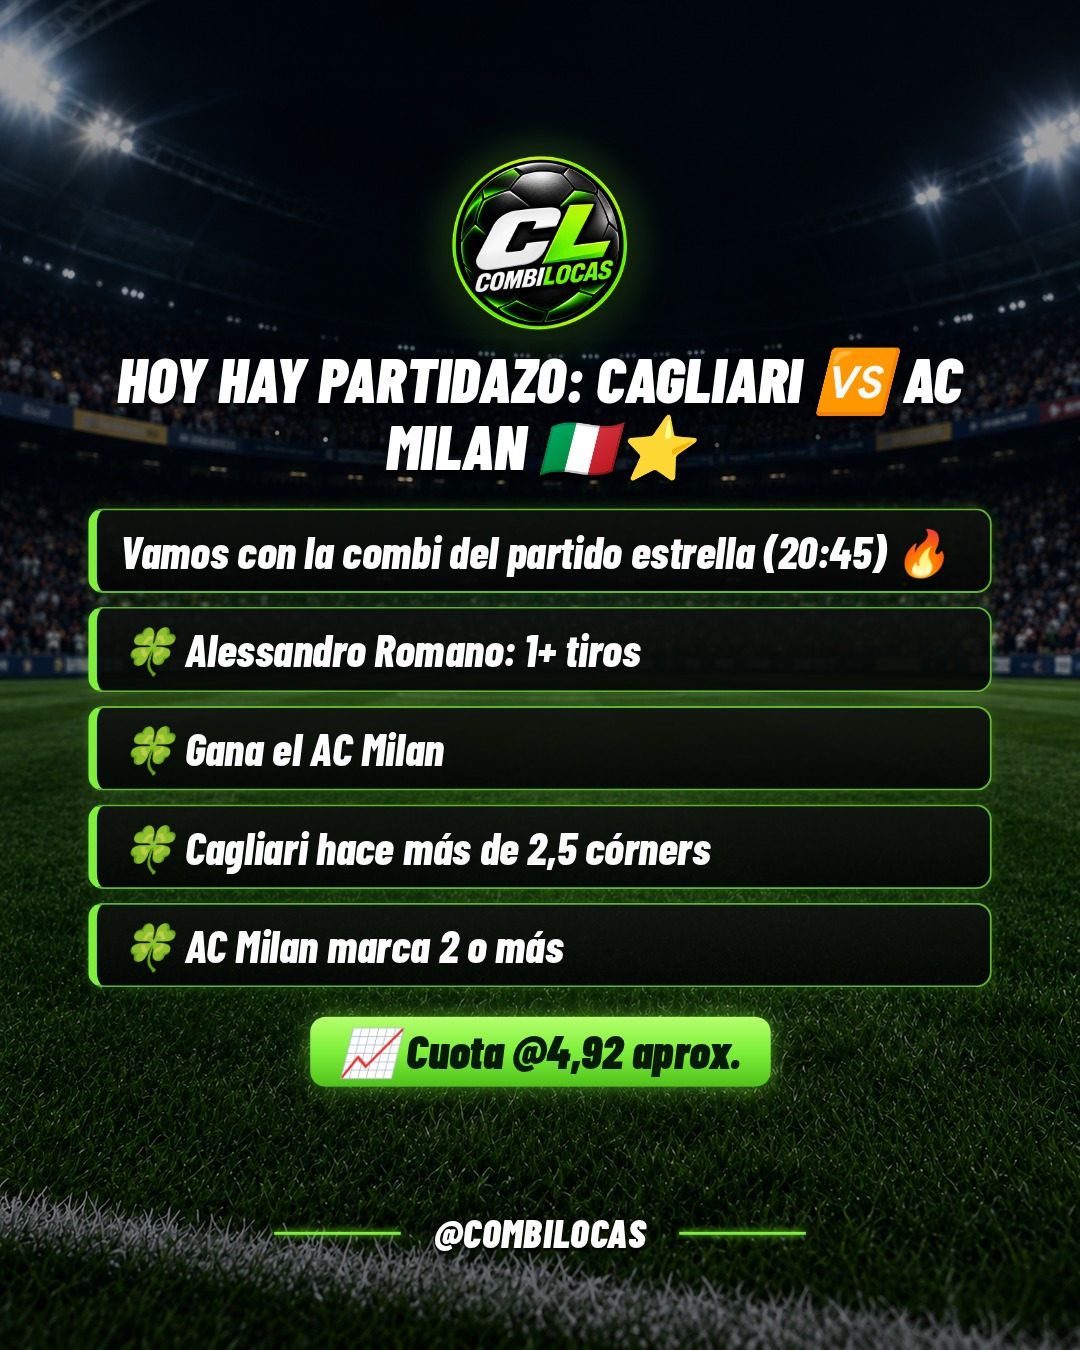 CL
COMBILOCAS
HOY HAY PARTIDAZO: CAGLIARI 🆚 AC
MILAN 🇮🇹⭐
Vamos con la combi del partido estrella (20:45) 🔥
🍀 Alessandro Romano: 1+ tiros
🍀 Gana el AC Milan
🍀 Cagliari hace más de 2,5 córners
🍀 AC Milan marca 2 o más
📈 Cuota @4,92 aprox.
@COMBILOCAS